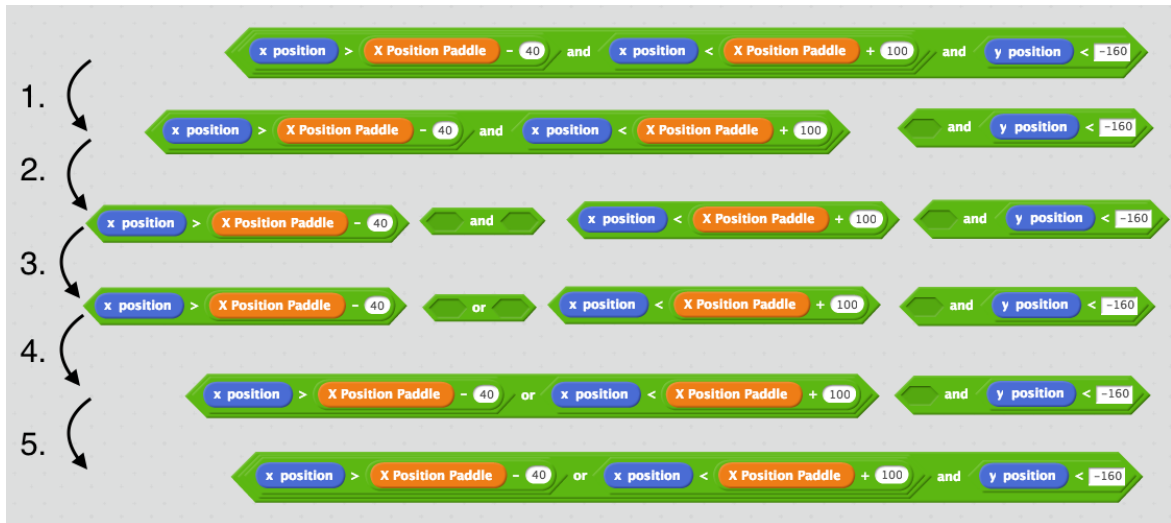 x position > X Position Paddle - 40 and x position < X Position Paddle + 100 and y position < -160
1.
x position > X Position Paddle - 40 and x position < X Position Paddle + 100 and y position < -160
2.
x position > X Position Paddle - 40 and x position < X Position Paddle + 100 and y position < -160
3.
x position > X Position Paddle - 40 or x position < X Position Paddle + 100 and y position < -160
4.
x position > X Position Paddle - 40 or x position < X Position Paddle + 100 and y position < -160
5.
x position > X Position Paddle - 40 or x position < X Position Paddle + 100 and y position < -160